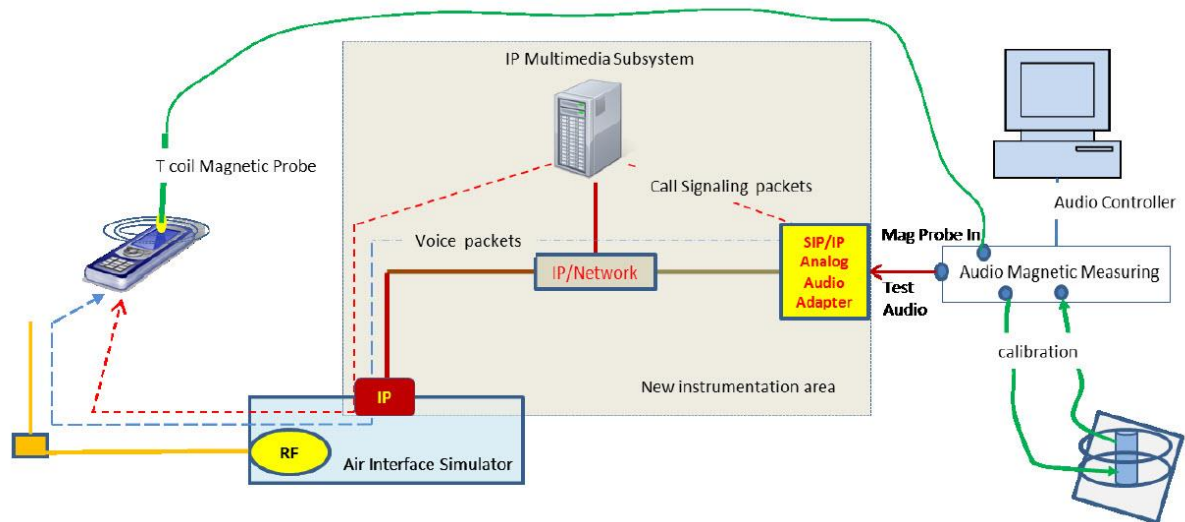 IP Multimedia Subsystem
T coil Magnetic Probe
Call Signaling packets
Audio Controller
Voice packets
SIP/IP
Analog
Audio
Adapter
Mag Probe In
IP/Network
Audio Magnetic Measuring
Test
Audio
calibration
New instrumentation area
IP
RF
Air Interface Simulator